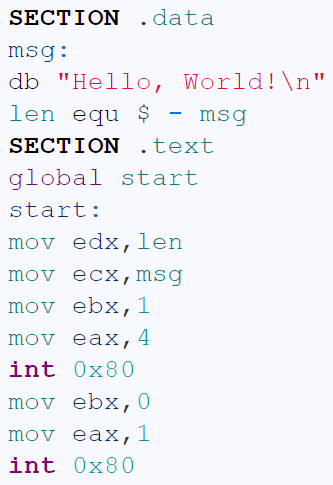 SECTION .data
msg:
db "Hello, World!\n"
len equ $ - msg
SECTION .text
global start
start:
mov edx,len
mov ecx,msg
mov ebx,1
mov eax,4
int 0x80
mov ebx,0
mov eax,1
int 0x80